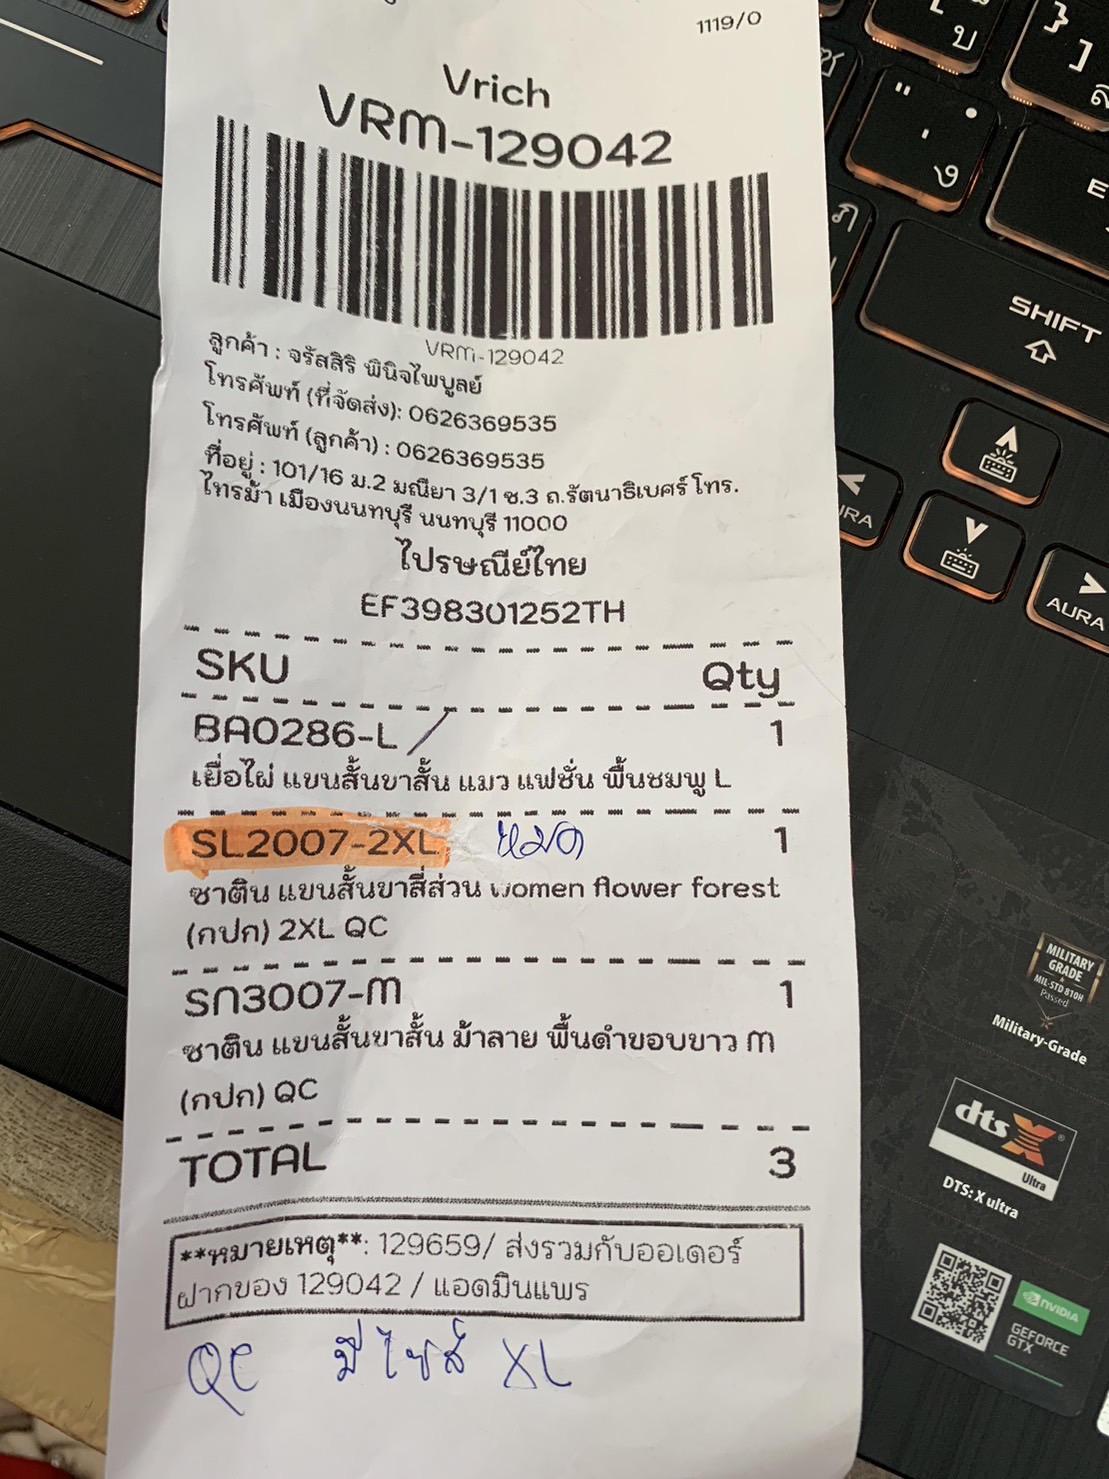 1119/0
Vrich
VRM-129042
VRM-129042
ลูกค้า : จรัสสิริ พินิจไพบูลย์
โทรศัพท์ (ที่จัดส่ง): 0626369535
โทรศัพท์ (ลูกค้า) : 0626369535
ที่อยู่ : 101/16 ม.2 มณียา 3/1 ซ.3 ถ.รัตนาธิเบศร์ โทร.
ไทรม้า เมืองนนทบุรี นนทบุรี 11000
ไปรษณีย์ไทย
EF398301252TH
SKU Qty
BA0286-L 1
เยื่อไผ่ แขนสั้นขาสั้น แมว แฟชั่น พื้นชมพู L
SL2007-2XL หมด 1
ซาติน แขนสั้นขาสี่ส่วน women flower forest
(กปก) 2XL QC
SN3007-M 1
ซาติน แขนสั้นขาสั้น ม้าลาย พื้นดำขอบขาว M
(กปก) QC
TOTAL 3
**หมายเหตุ**: 129659/ ส่งรวมกับออเดอร์
ฝากของ 129042 / แอดมินแพร
QC มีไซส์ XL
SHIFT
AURA
MILITARY
GRADE
MIL-STD 810H
Passed
Military-Grade
dts X
Ultra
DTS:X ultra
NVIDIA
GEFORCE
GTX